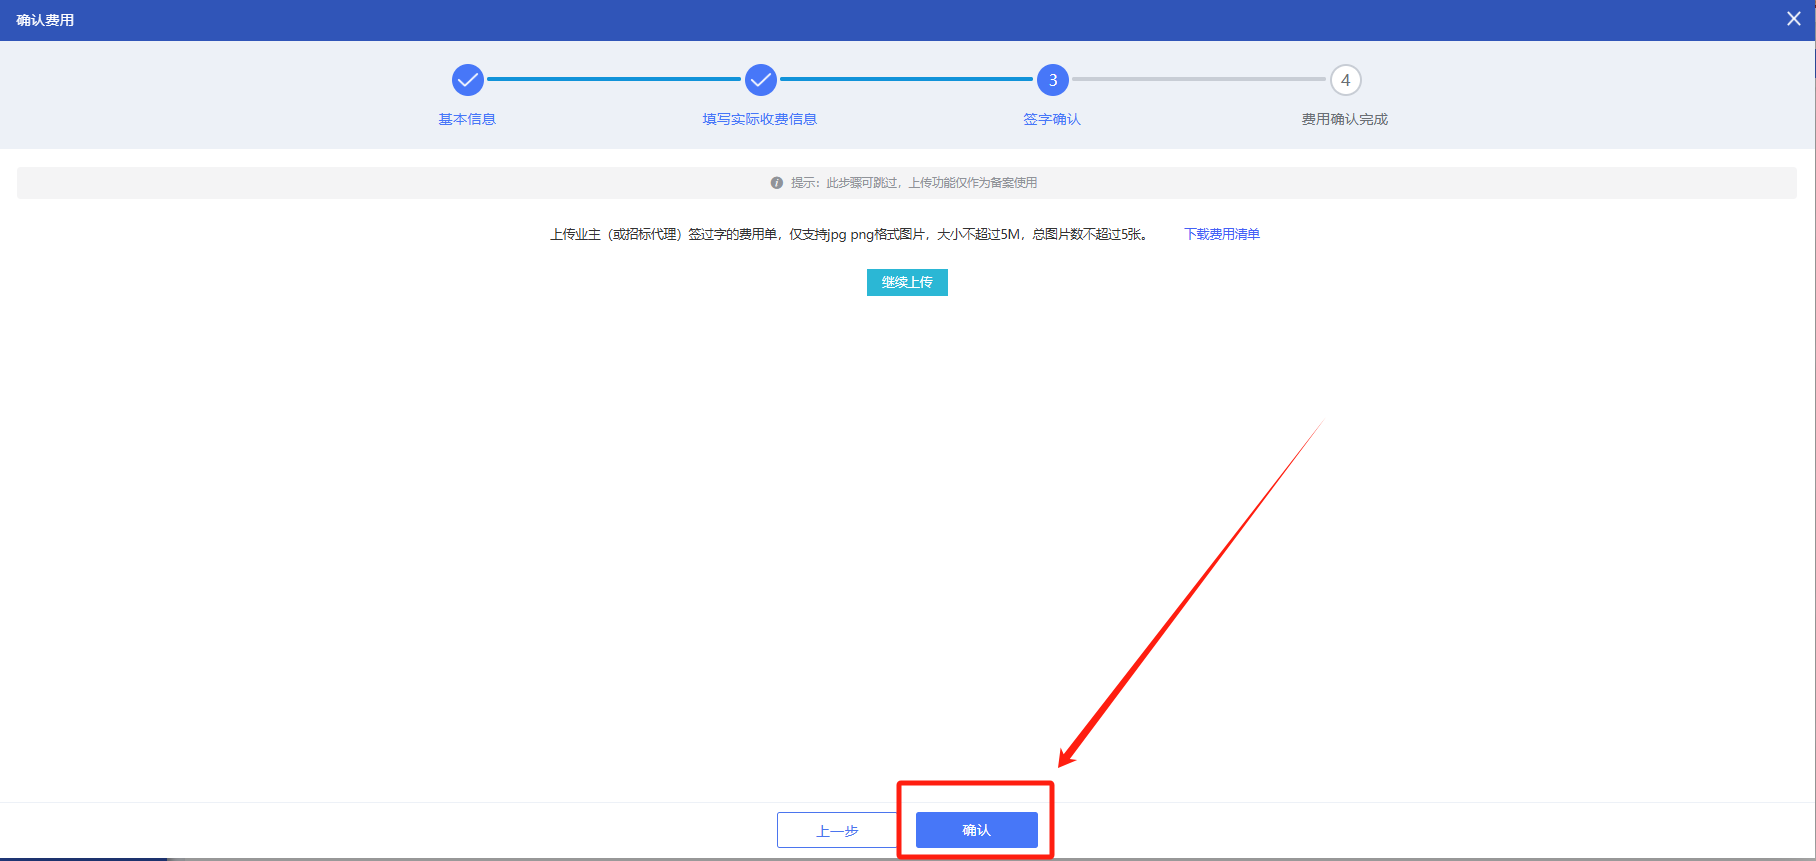 确认费用
3
4
基本信息
填写实际收费信息
签字确认
费用确认完成
提示：此步骤可跳过，上传功能仅作为备案使用
上传业主（或招标代理）签过字的费用单，仅支持jpg png格式图片，大小不超过5M，总图片数不超过5张。 下载费用清单
继续上传
上一步
确认